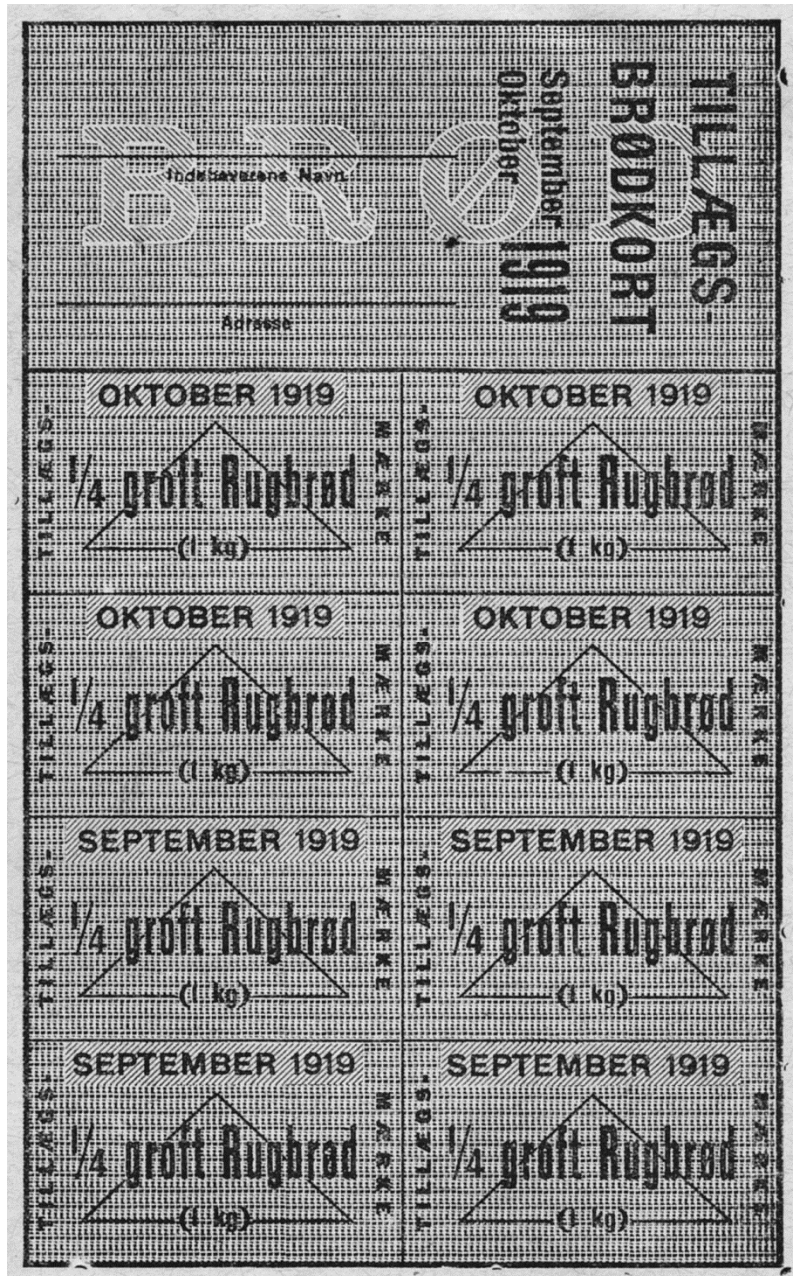 TILLÆGS-
BRØDKORT
September 1919
Oktober 1919
BRØD
Indehaverens Navn.
Adresse
OKTOBER 1919
TILLÆGS-
1/4 groft Rugbrød
(1 kg)
MÆRKE
OKTOBER 1919
TILLÆGS-
1/4 groft Rugbrød
(1 kg)
MÆRKE
OKTOBER 1919
TILLÆGS-
1/4 groft Rugbrød
(1 kg)
MÆRKE
OKTOBER 1919
TILLÆGS-
1/4 groft Rugbrød
(1 kg)
MÆRKE
SEPTEMBER 1919
TILLÆGS-
1/4 groft Rugbrød
(1 kg)
MÆRKE
SEPTEMBER 1919
TILLÆGS-
1/4 groft Rugbrød
(1 kg)
MÆRKE
SEPTEMBER 1919
TILLÆGS-
1/4 groft Rugbrød
(1 kg)
MÆRKE
SEPTEMBER 1919
TILLÆGS-
1/4 groft Rugbrød
(1 kg)
MÆRKE